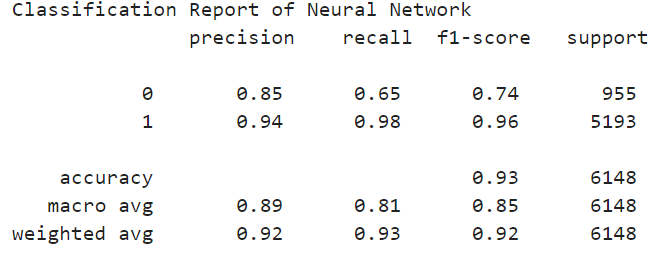 Classification Report of Neural Network
precision recall f1-score support
0 0.85 0.65 0.74 955
1 0.94 0.98 0.96 5193
accuracy 0.93 6148
macro avg 0.89 0.81 0.85 6148
weighted avg 0.92 0.93 0.92 6148